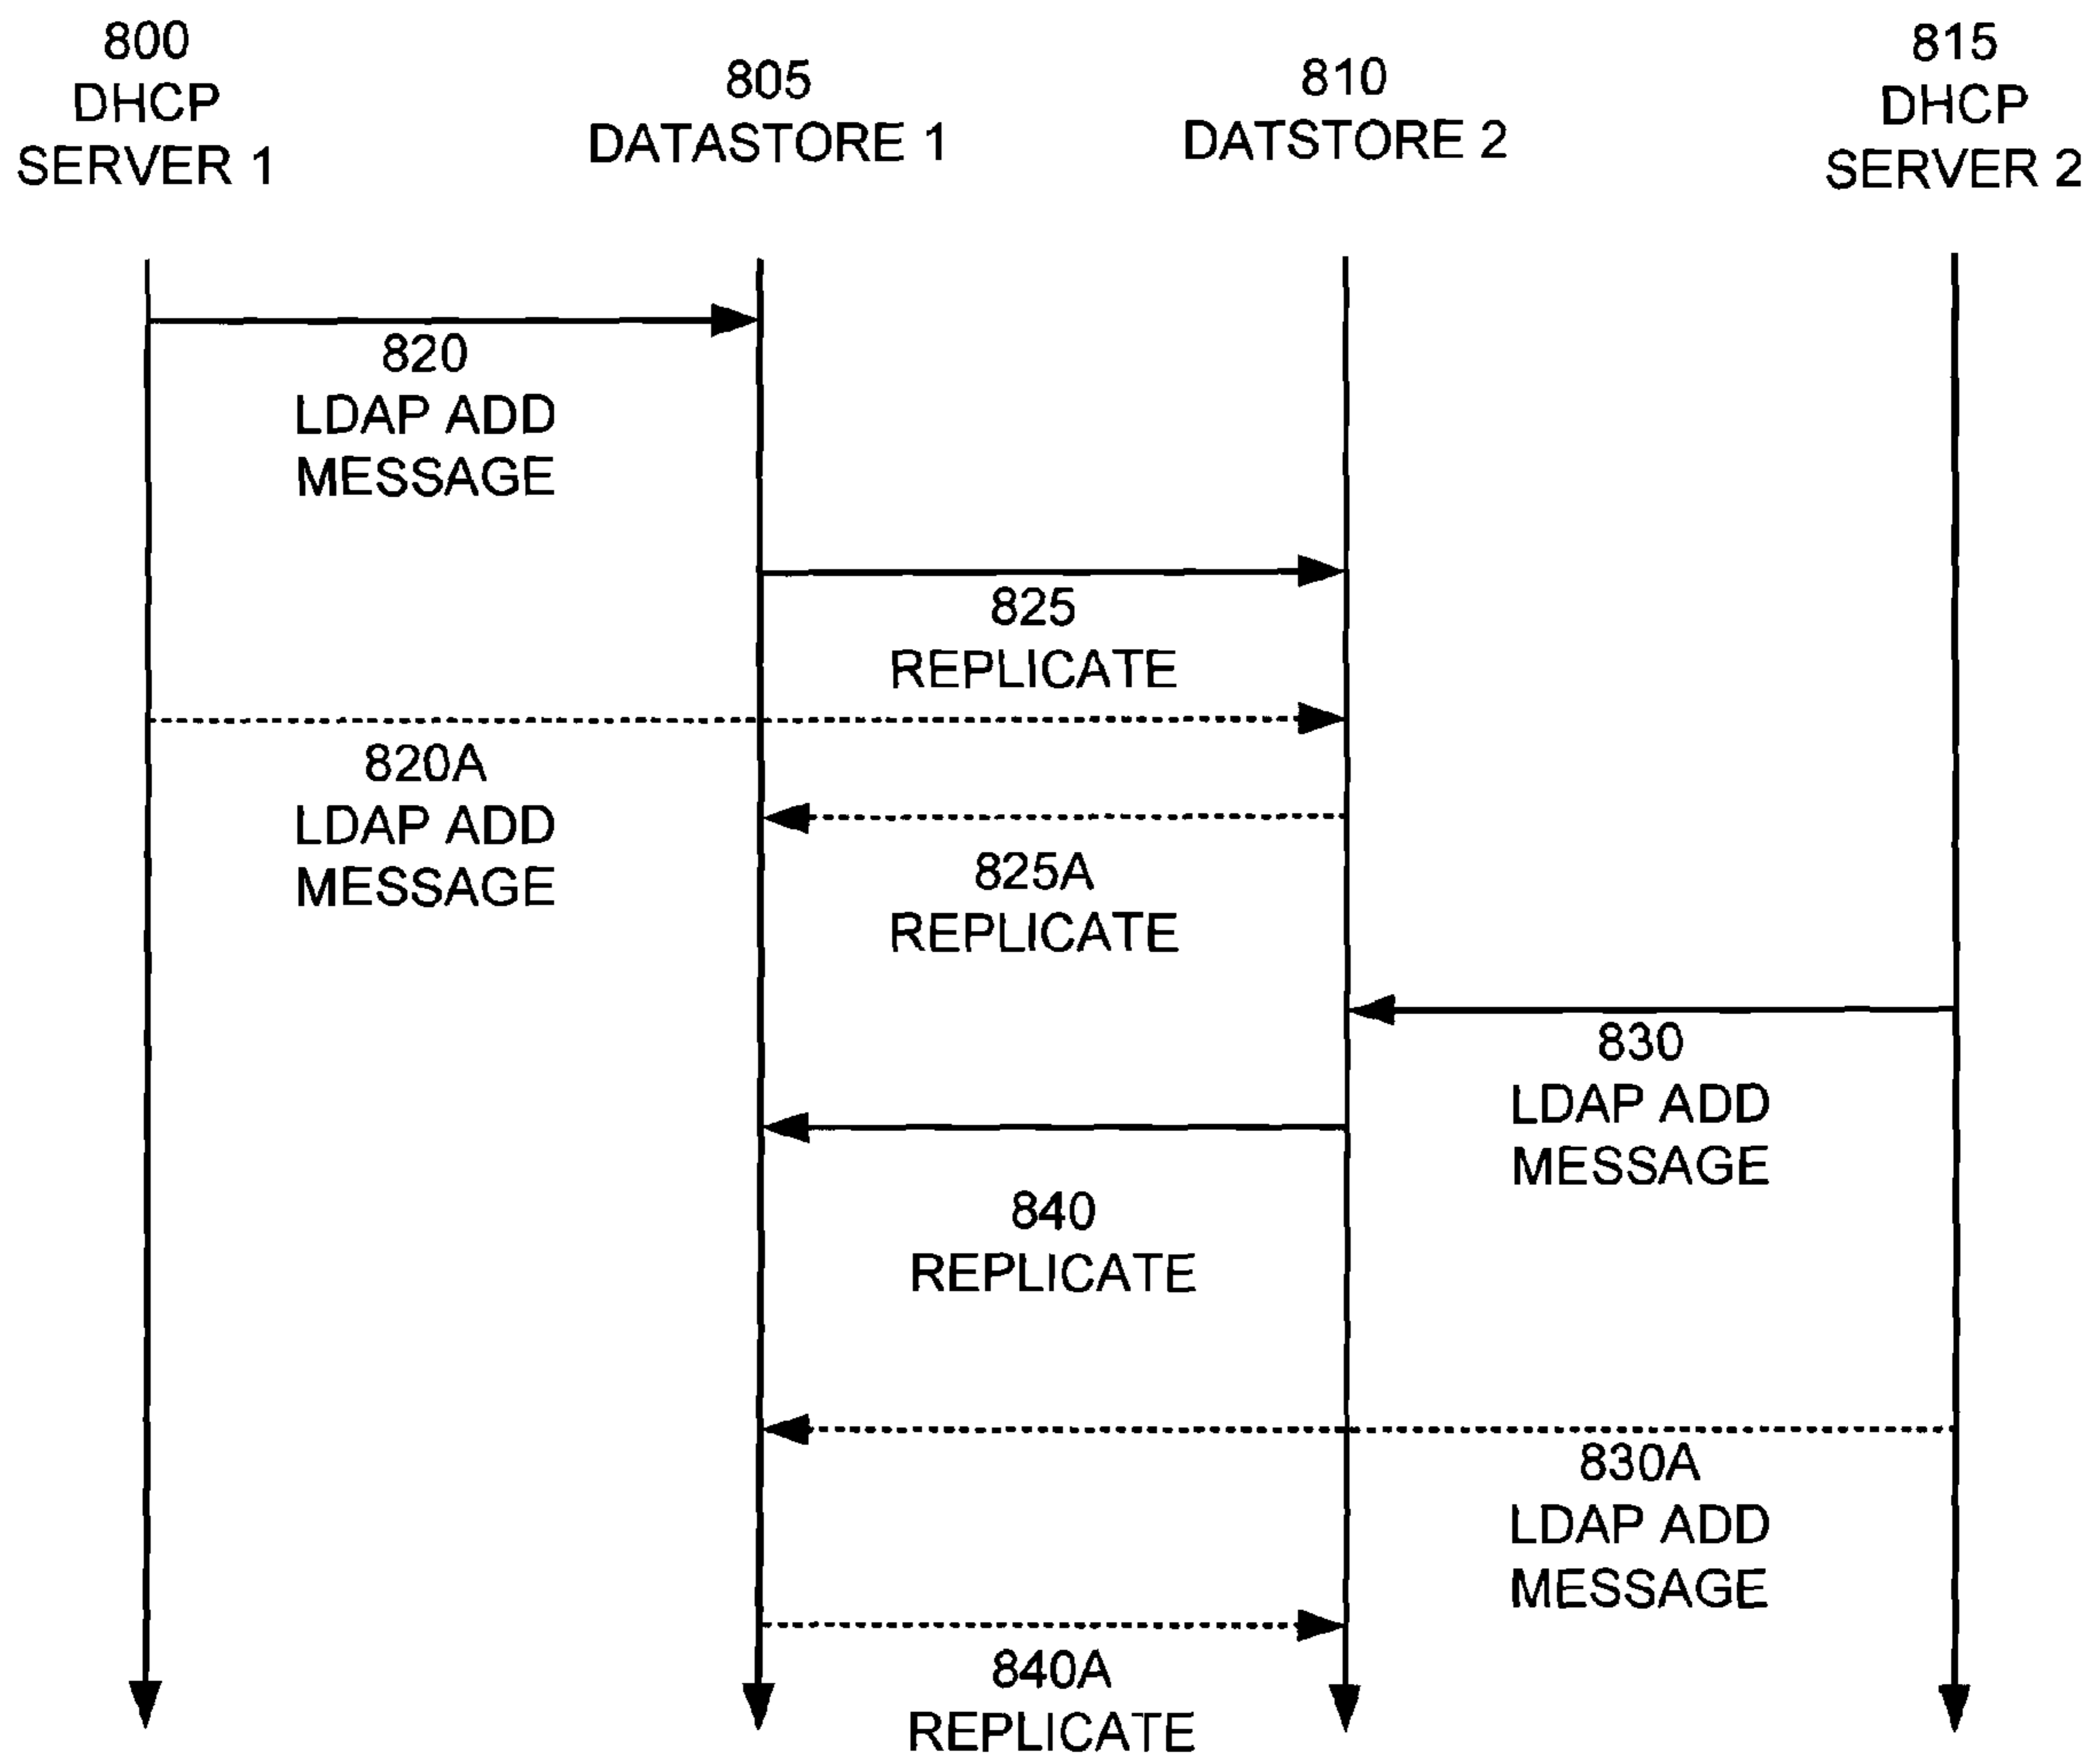 800
DHCP
SERVER 1
805
DATASTORE 1
810
DATSTORE 2
815
DHCP
SERVER 2
820
LDAP ADD
MESSAGE
825
REPLICATE
820A
LDAP ADD
MESSAGE
825A
REPLICATE
830
LDAP ADD
MESSAGE
840
REPLICATE
830A
LDAP ADD
MESSAGE
840A
REPLICATE